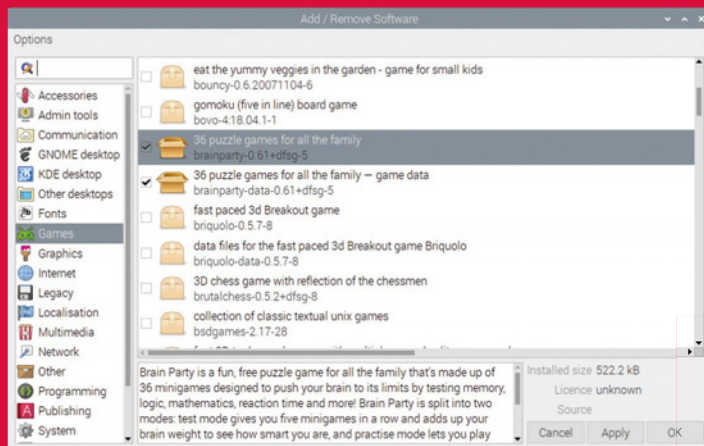 Add / Remove Software
Options
Accessories
Admin tools
Communication
GNOME desktop
KDE desktop
Other desktops
Fonts
Games
Graphics
Internet
Legacy
Localisation
Multimedia
Network
Other
Programming
Publishing
System
eat the yummy veggies in the garden - game for small kids
bouncy-0.6.20071104-6
gomoku (five in line) board game
bovo-4:18.04.1-1
36 puzzle games for all the family
brainparty-0.61+dfsg-5
36 puzzle games for all the family — game data
brainparty-data-0.61+dfsg-5
fast paced 3d Breakout game
briquolo-0.5.7-8
data files for the fast paced 3d Breakout game Briquolo
briquolo-data-0.5.7-8
3D chess game with reflection of the chessmen
brutalchess-0.5.2+dfsg-8
collection of classic textual unix games
bsdgames-2.17-28
Brain Party is a fun, free puzzle game for all the family that's made up of
36 minigames designed to push your brain to its limits by testing memory,
logic, mathematics, reaction time and more! Brain Party is split into two
modes: test mode gives you five minigames in a row and adds up your
brain weight to see how smart you are, and practise mode lets you play
Installed size 522.2 kB
Licence unknown
Source
Cancel
Apply
OK